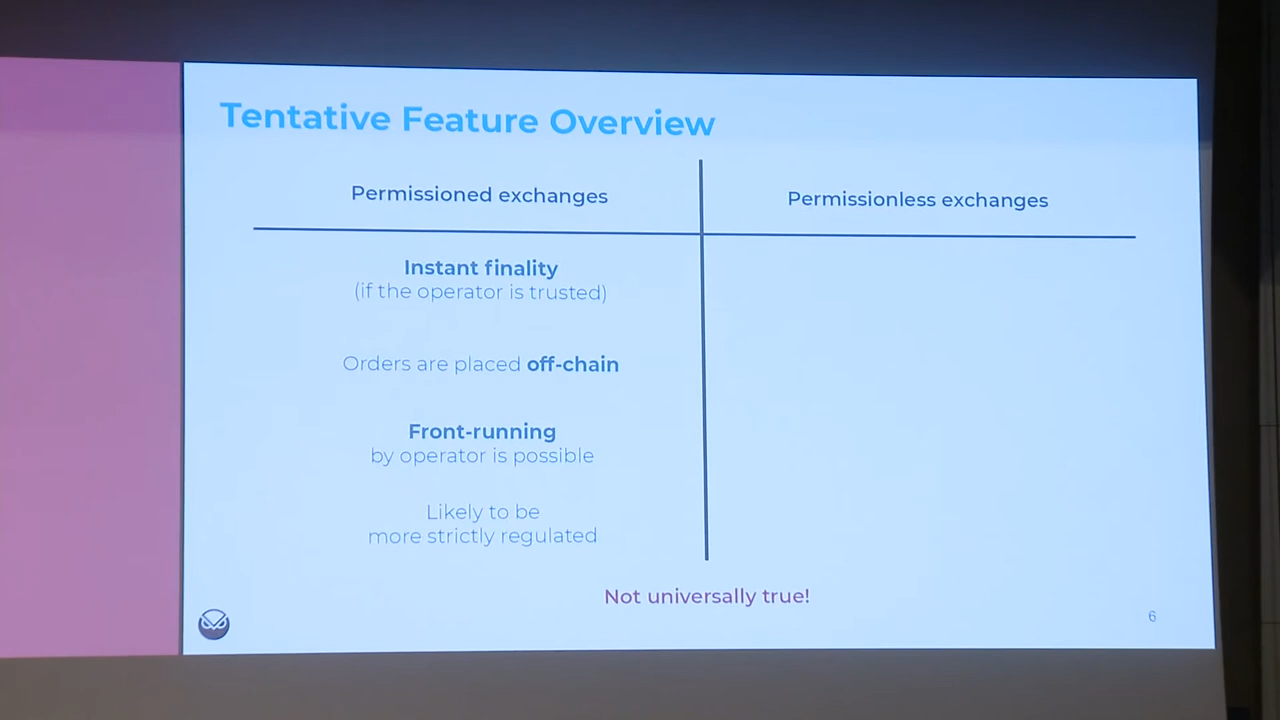 Tentative Feature Overview
Permissioned exchanges
Permissionless exchanges
Instant finality
(if the operator is trusted)
Orders are placed off-chain
Front-running
by operator is possible
Likely to be
more strictly regulated
Not universally true!
6